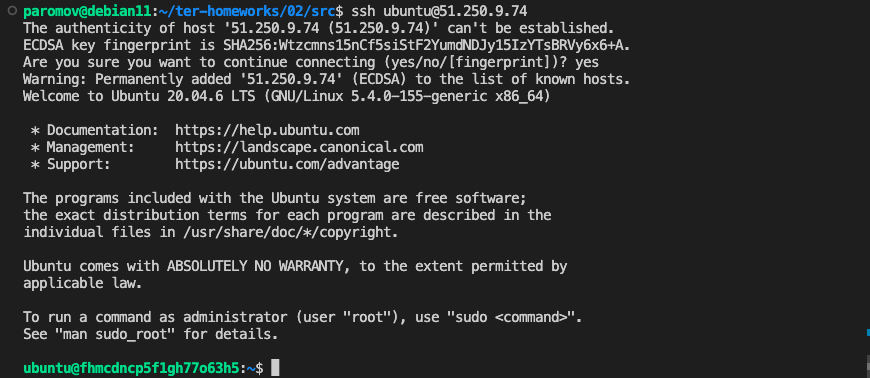 paromov@debian11:~/ter-homeworks/02/src$ ssh ubuntu@51.250.9.74
The authenticity of host '51.250.9.74 (51.250.9.74)' can't be established.
ECDSA key fingerprint is SHA256:Wtzcmns15nCf5siStF2YumdNDJy15IzYTsBRVy6x6+A.
Are you sure you want to continue connecting (yes/no/[fingerprint])? yes
Warning: Permanently added '51.250.9.74' (ECDSA) to the list of known hosts.
Welcome to Ubuntu 20.04.6 LTS (GNU/Linux 5.4.0-155-generic x86_64)
* Documentation:  https://help.ubuntu.com
* Management:     https://landscape.canonical.com
* Support:        https://ubuntu.com/advantage
The programs included with the Ubuntu system are free software;
the exact distribution terms for each program are described in the
individual files in /usr/share/doc/*/copyright.
Ubuntu comes with ABSOLUTELY NO WARRANTY, to the extent permitted by
applicable law.
To run a command as administrator (user "root"), use "sudo <command>".
See "man sudo_root" for details.
ubuntu@fhmcdncp5f1gh77o63h5:~$